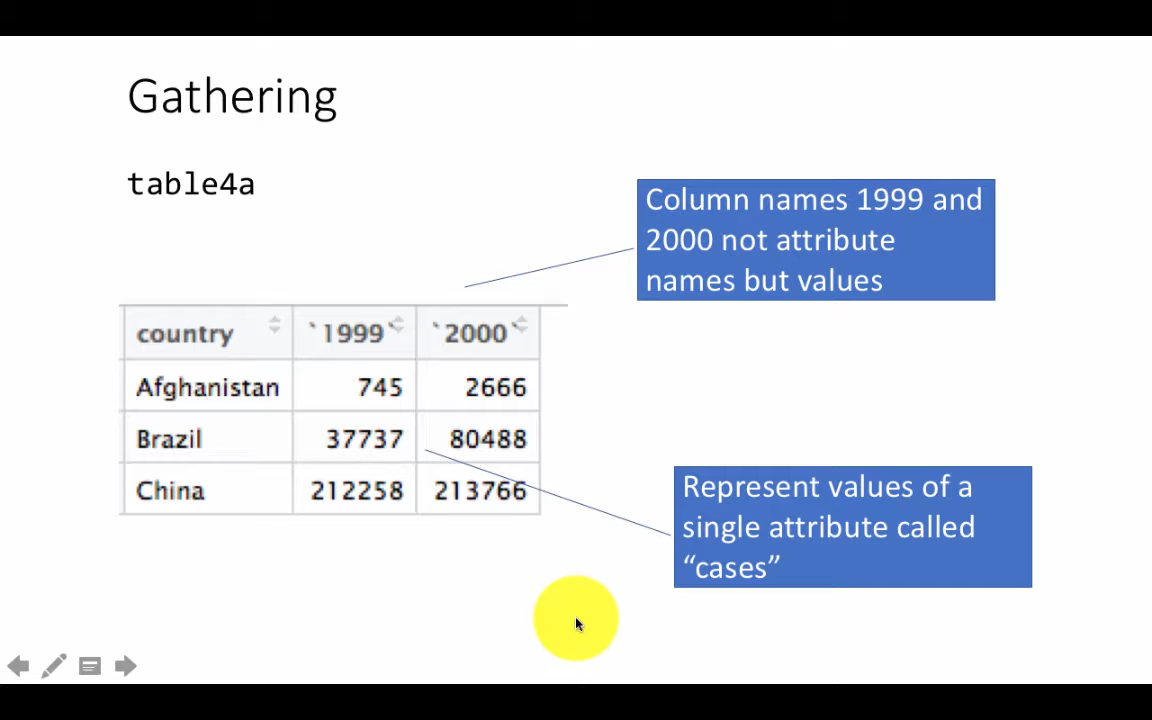 Gathering
table4a
Column names 1999 and
2000 not attribute
names but values
country `1999` `2000`
Afghanistan 745 2666
Brazil 37737 80488
China 212258 213766
Represent values of a
single attribute called
“cases”